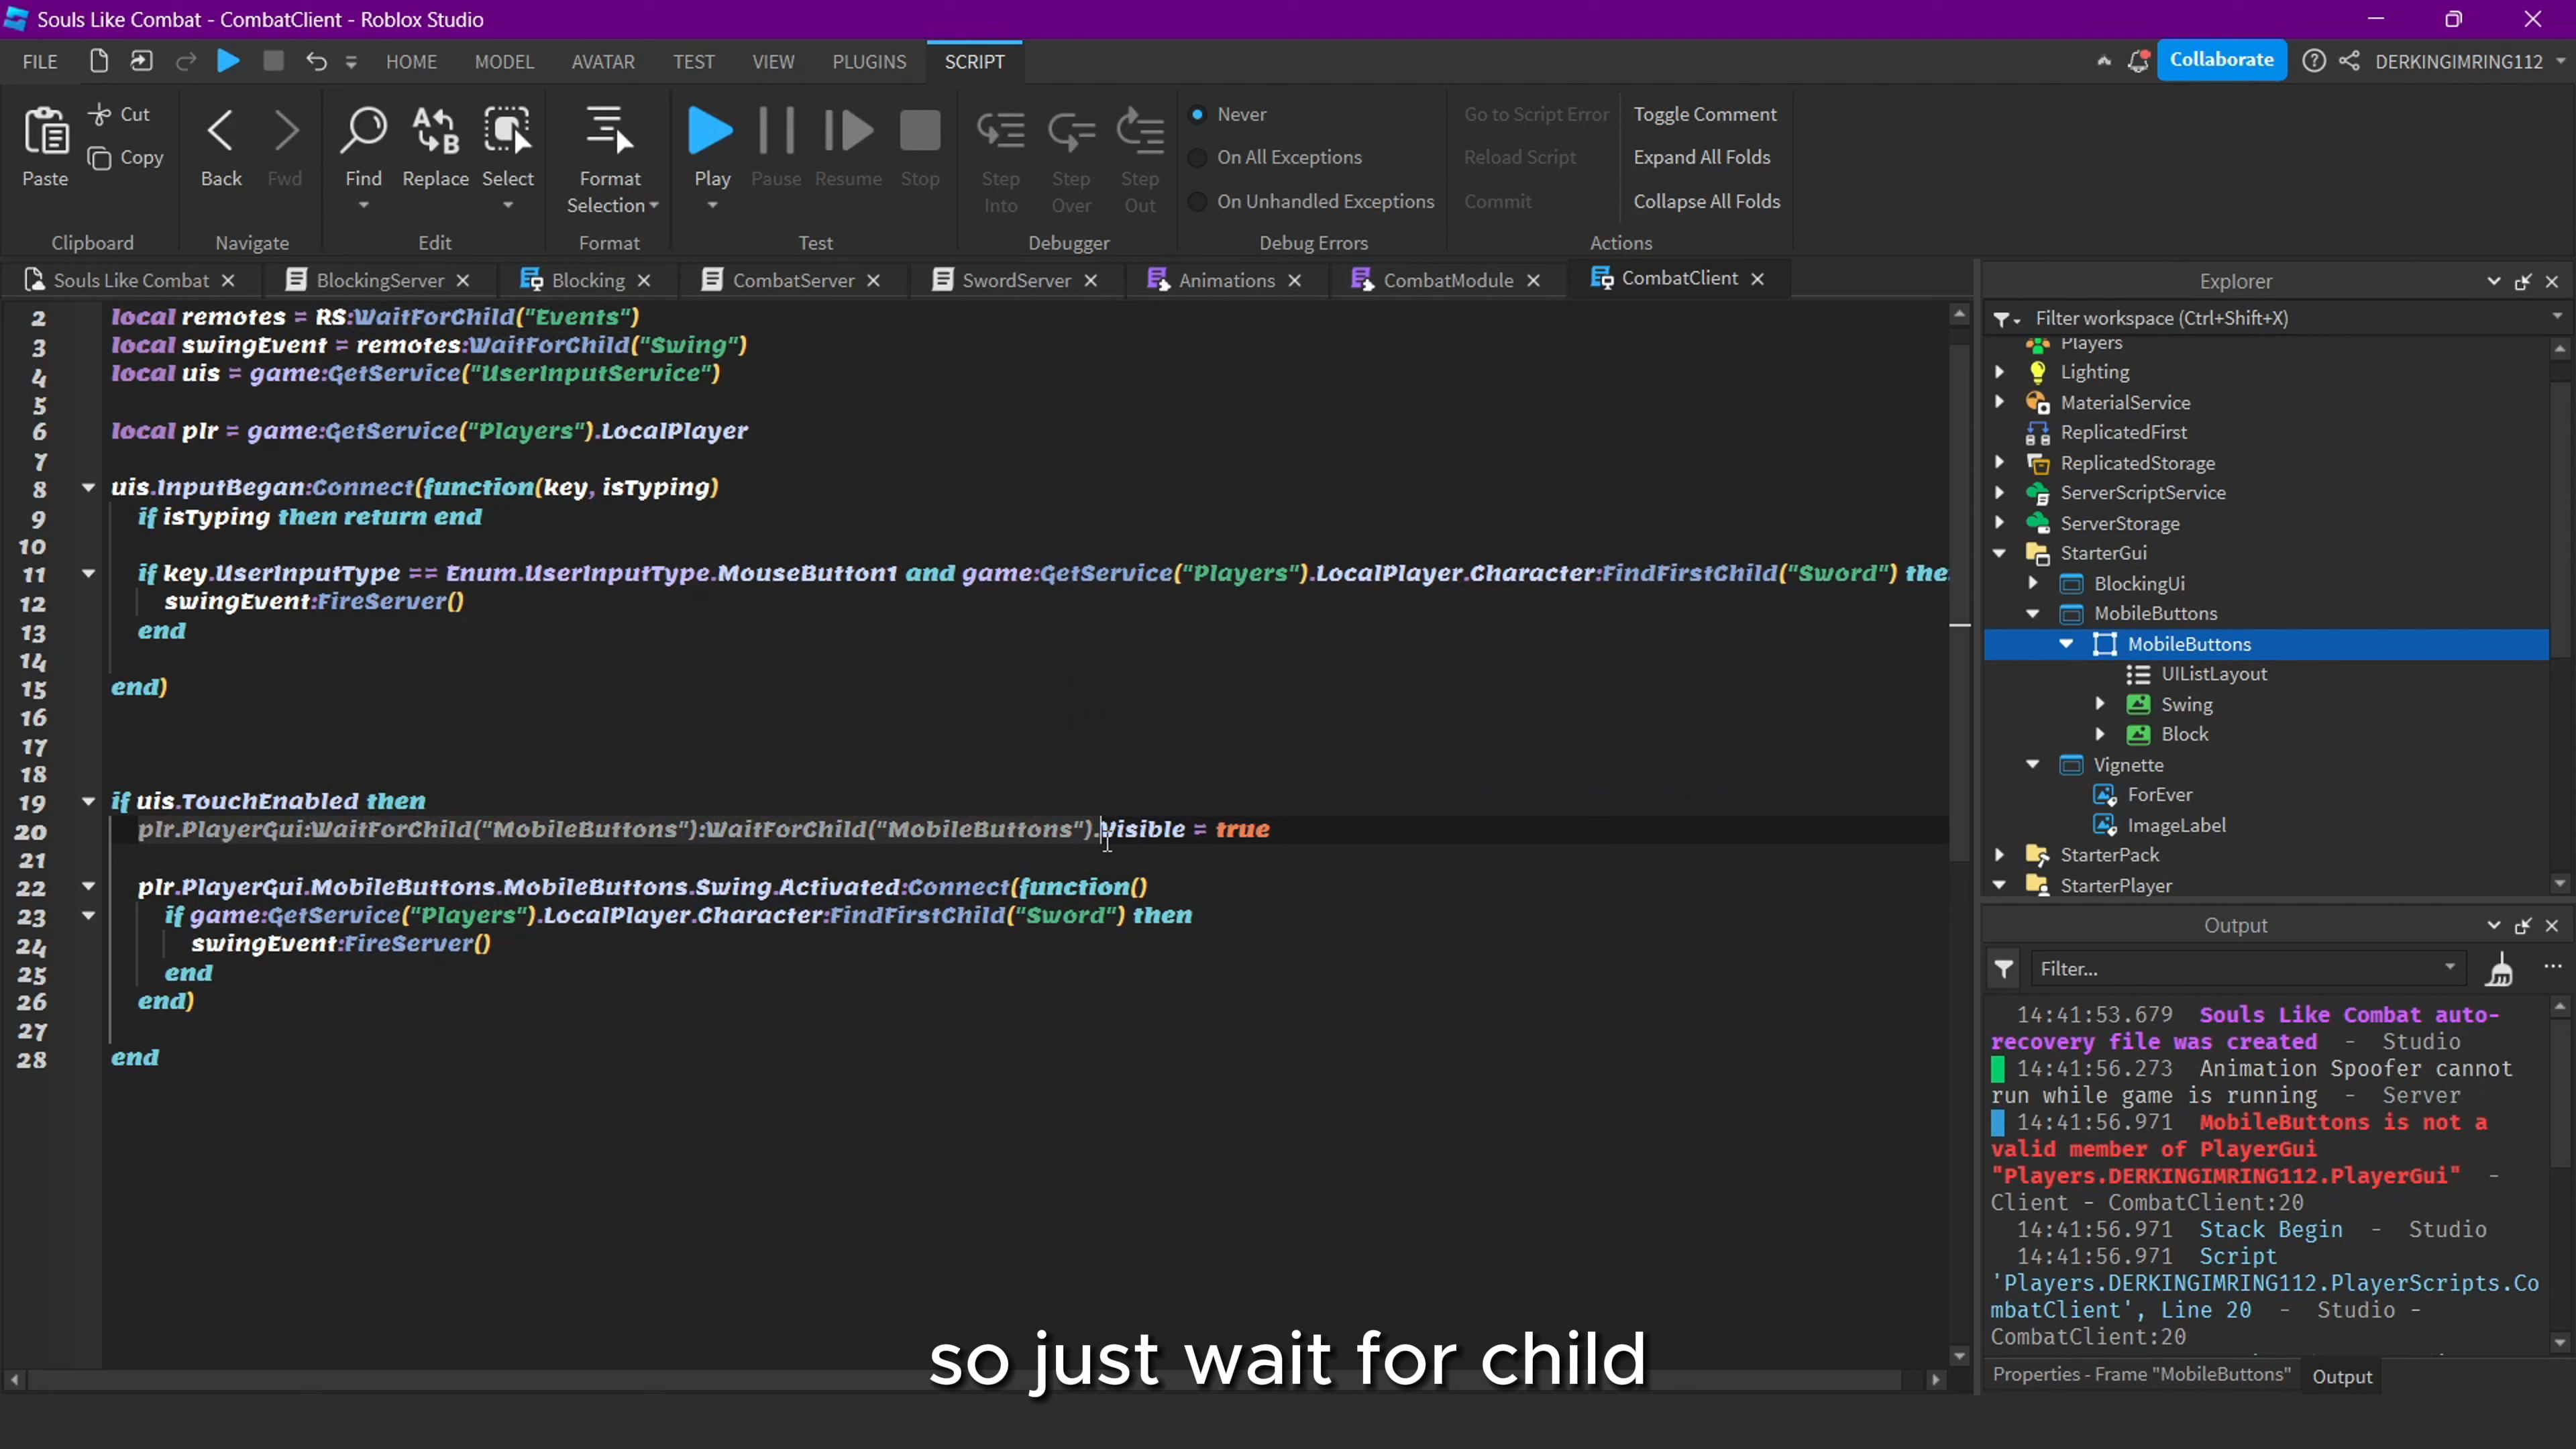 Souls Like Combat - CombatClient - Roblox Studio
FILE HOME MODEL AVATAR TEST VIEW PLUGINS SCRIPT Collaborate DERKINGIMRING112
Paste Cut Copy Back Fwd Find Replace Select Format Selection Play Pause Resume Stop Step Into Step Over Step Out
Never
On All Exceptions
On Unhandled Exceptions
Go to Script Error
Reload Script
Commit
Toggle Comment
Expand All Folds
Collapse All Folds
Clipboard Navigate Edit Format Test Debugger Debug Errors Actions
Souls Like Combat BlockingServer Blocking CombatServer SwordServer Animations CombatModule CombatClient
2 local remotes = RS:WaitForChild("Events")
3 local swingEvent = remotes:WaitForChild("Swing")
4 local uis = game:GetService("UserInputService")
5
6 local plr = game:GetService("Players").LocalPlayer
7
8 uis.InputBegan:Connect(function(key, isTyping)
9 if isTyping then return end
10
11 if key.UserInputType == Enum.UserInputType.MouseButton1 and game:GetService("Players").LocalPlayer.Character:FindFirstChild("Sword") the
12 swingEvent:FireServer()
13 end
14
15 end)
16
17
18
19 if uis.TouchEnabled then
20 plr.PlayerGui:WaitForChild("MobileButtons"):WaitForChild("MobileButtons").Visible = true
21
22 plr.PlayerGui.MobileButtons.MobileButtons.Swing.Activated:Connect(function()
23 if game:GetService("Players").LocalPlayer.Character:FindFirstChild("Sword") then
24 swingEvent:FireServer()
25 end
26 end)
27
28 end
Explorer
Filter workspace (Ctrl+Shift+X)
Players
Lighting
MaterialService
ReplicatedFirst
ReplicatedStorage
ServerScriptService
ServerStorage
StarterGui
BlockingUi
MobileButtons
MobileButtons
UIListLayout
Swing
Block
Vignette
ForEver
ImageLabel
StarterPack
StarterPlayer
Output
Filter...
14:41:53.679 Souls Like Combat auto-
recovery file was created - Studio
14:41:56.273 Animation Spoofer cannot
run while game is running - Server
14:41:56.971 MobileButtons is not a
valid member of PlayerGui
"Players.DERKINGIMRING112.PlayerGui" -
Client - CombatClient:20
14:41:56.971 Stack Begin - Studio
14:41:56.971 Script
'Players.DERKINGIMRING112.PlayerScripts.Co
mbatClient', Line 20 - Studio -
CombatClient:20
Properties - Frame "MobileButtons" Output
so just wait for child